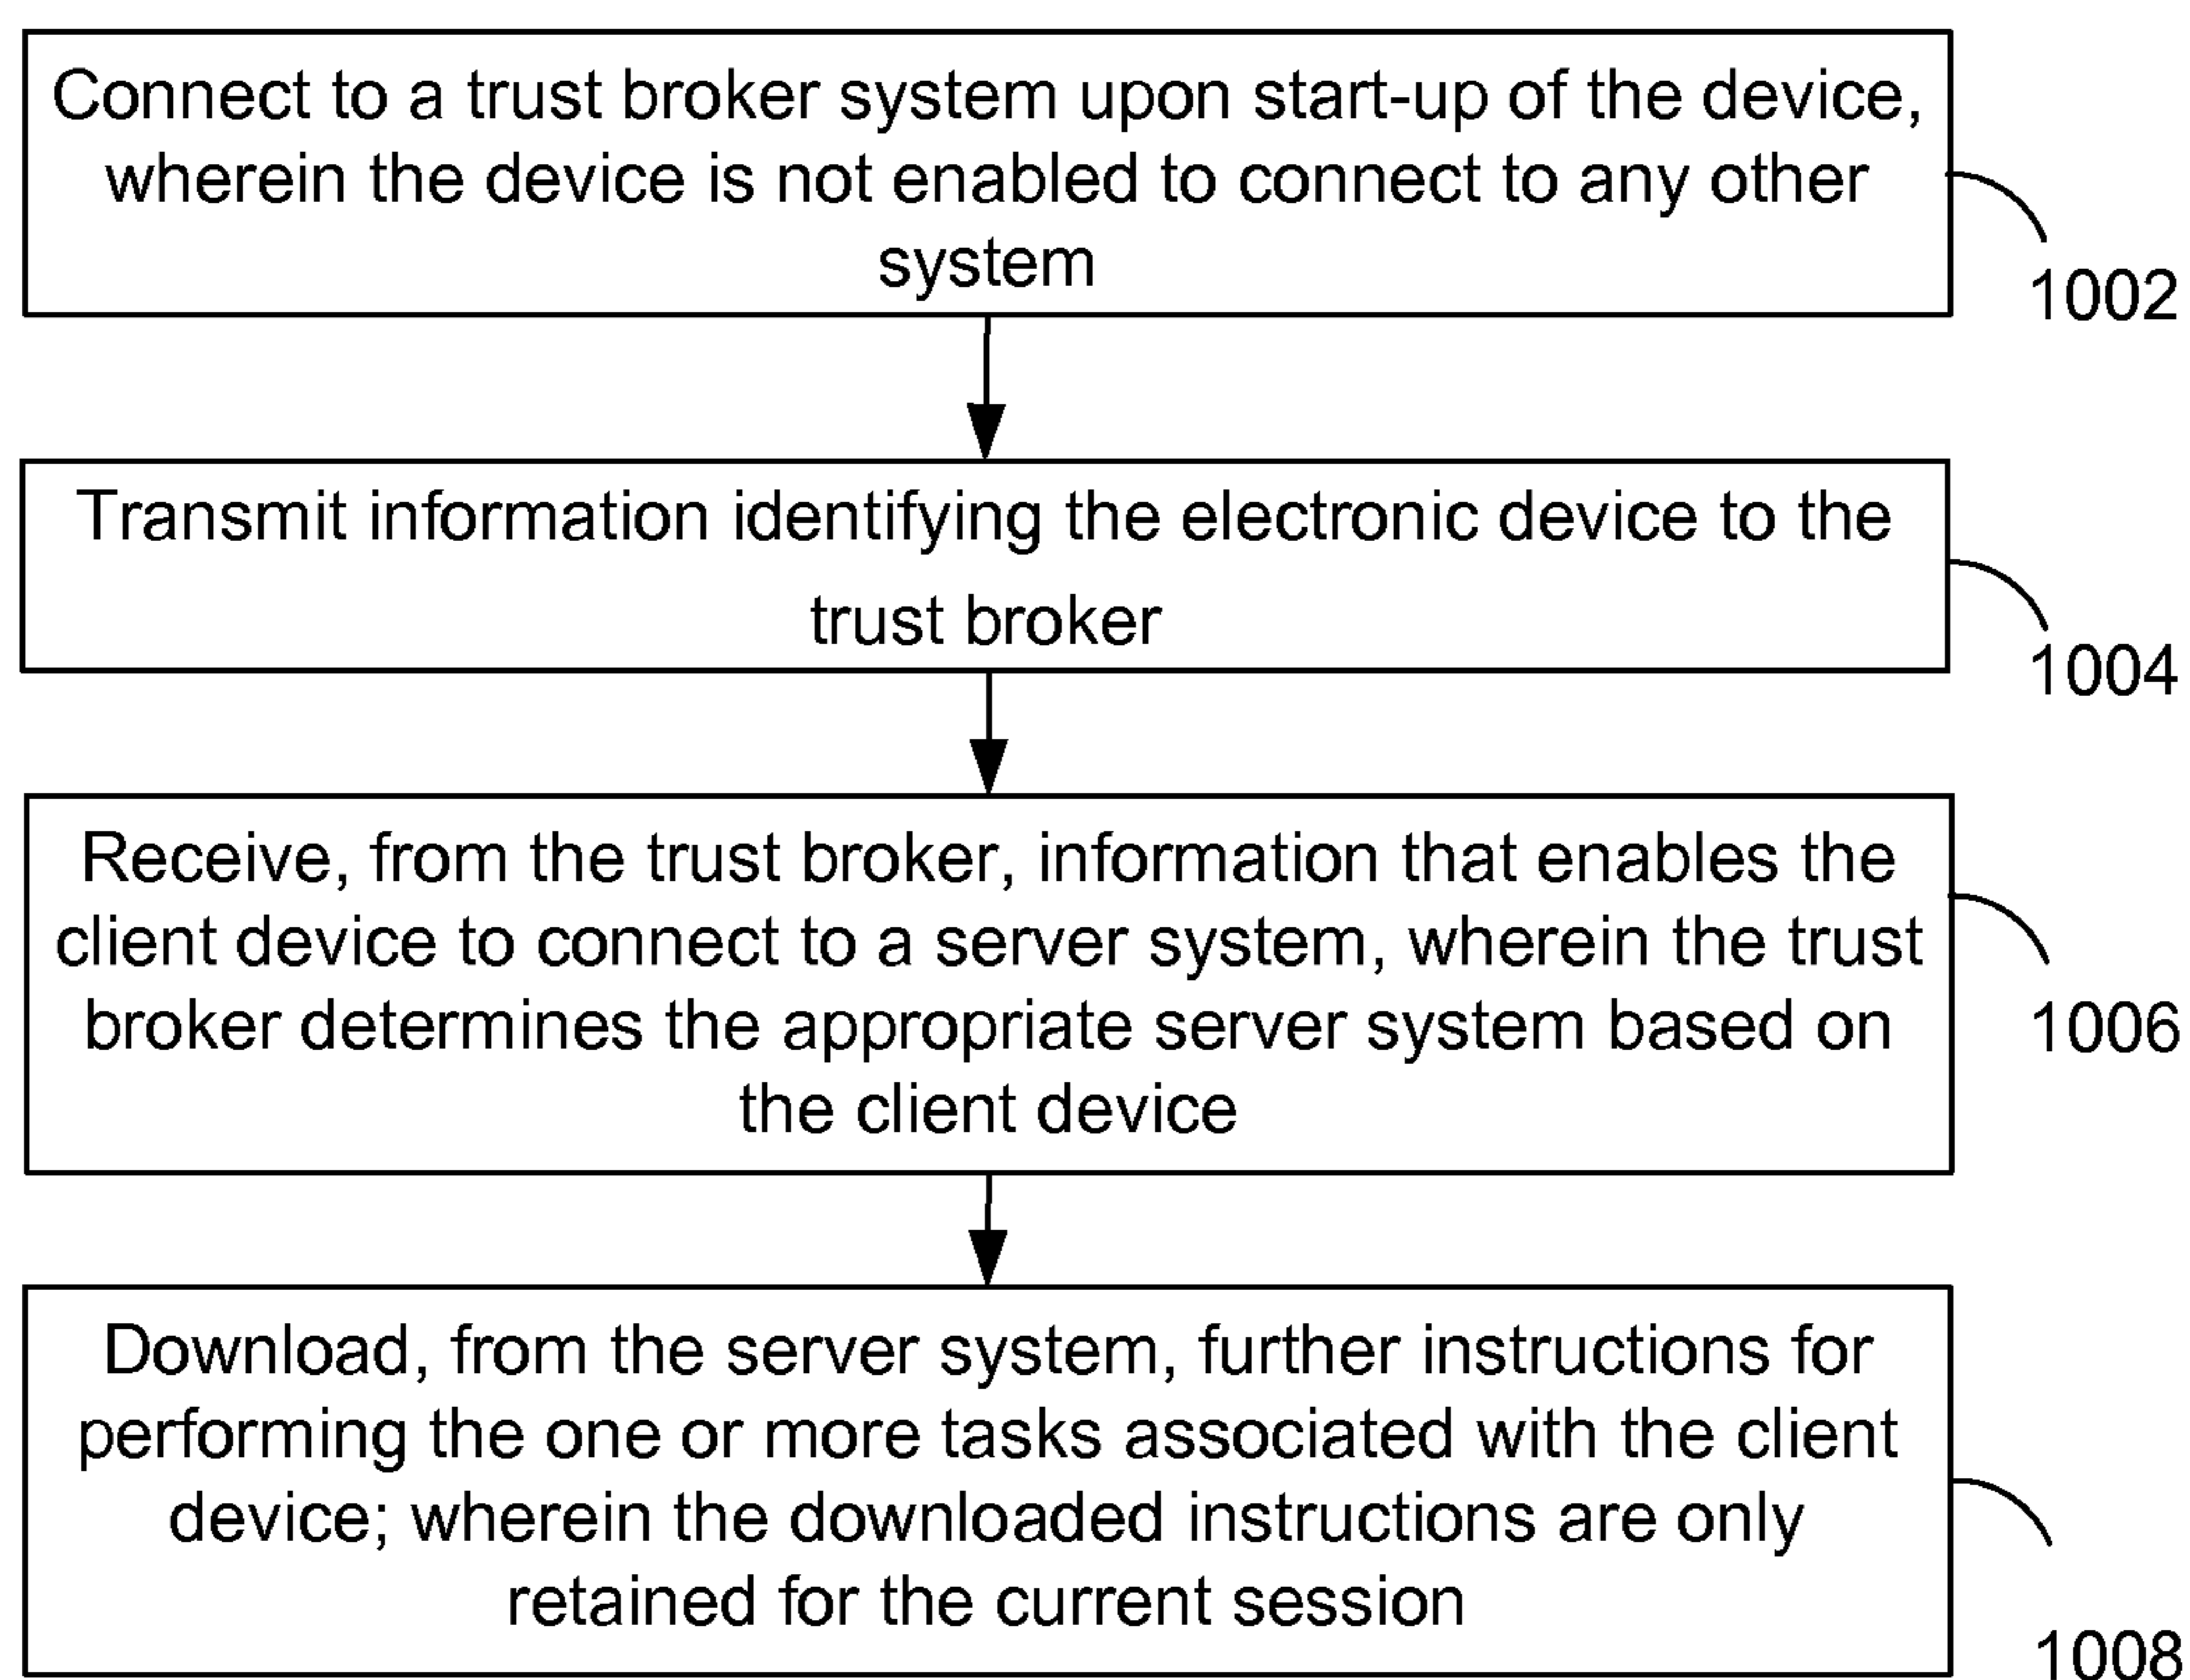 Connect to a trust broker system upon start-up of the device,
wherein the device is not enabled to connect to any other
system
1002
Transmit information identifying the electronic device to the
trust broker
1004
Receive, from the trust broker, information that enables the
client device to connect to a server system, wherein the trust
broker determines the appropriate server system based on
the client device
1006
Download, from the server system, further instructions for
performing the one or more tasks associated with the client
device; wherein the downloaded instructions are only
retained for the current session
1008